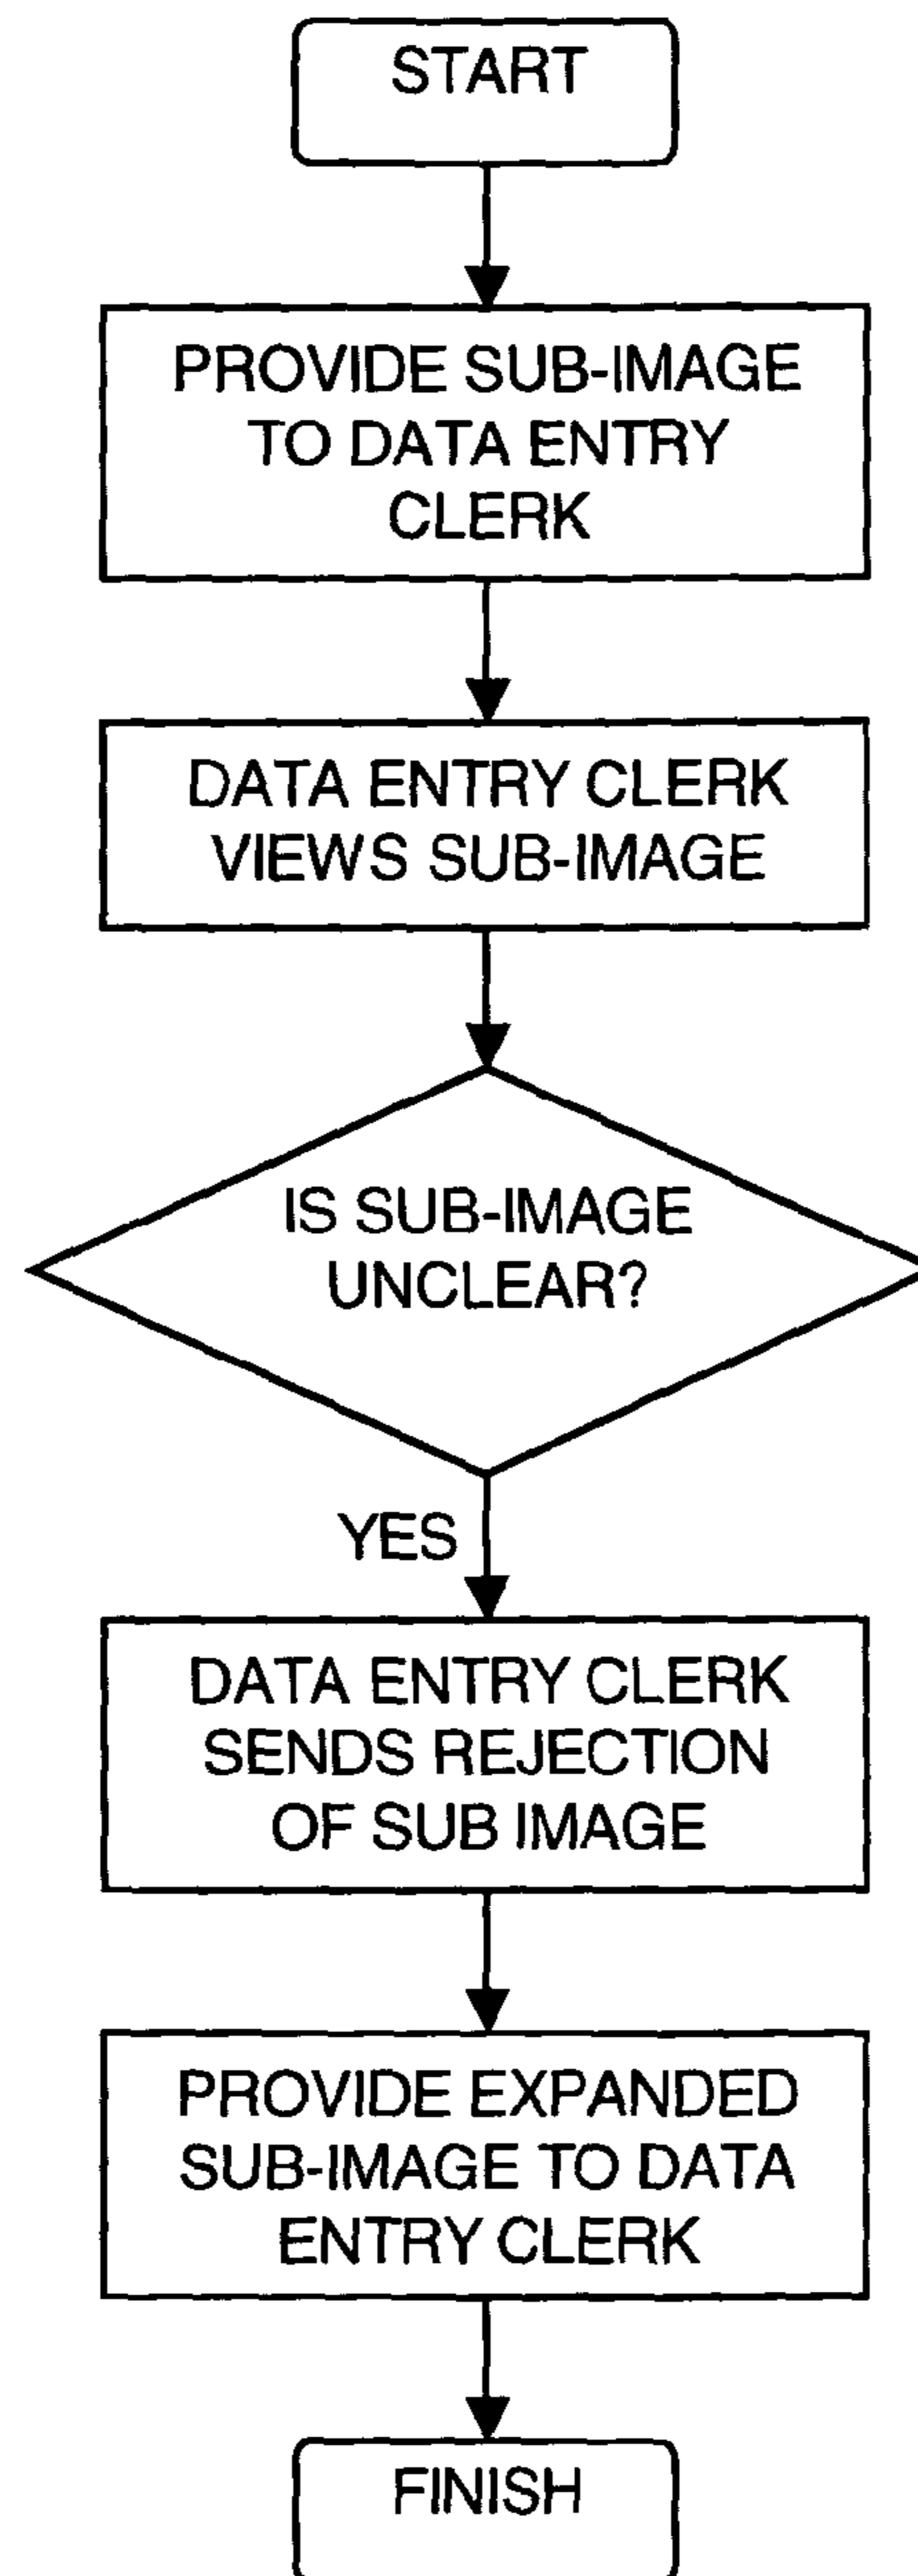 START
PROVIDE SUB-IMAGE
TO DATA ENTRY
CLERK
DATA ENTRY CLERK
VIEWS SUB-IMAGE
IS SUB-IMAGE
UNCLEAR?
YES
DATA ENTRY CLERK
SENDS REJECTION
OF SUB IMAGE
PROVIDE EXPANDED
SUB-IMAGE TO DATA
ENTRY CLERK
FINISH